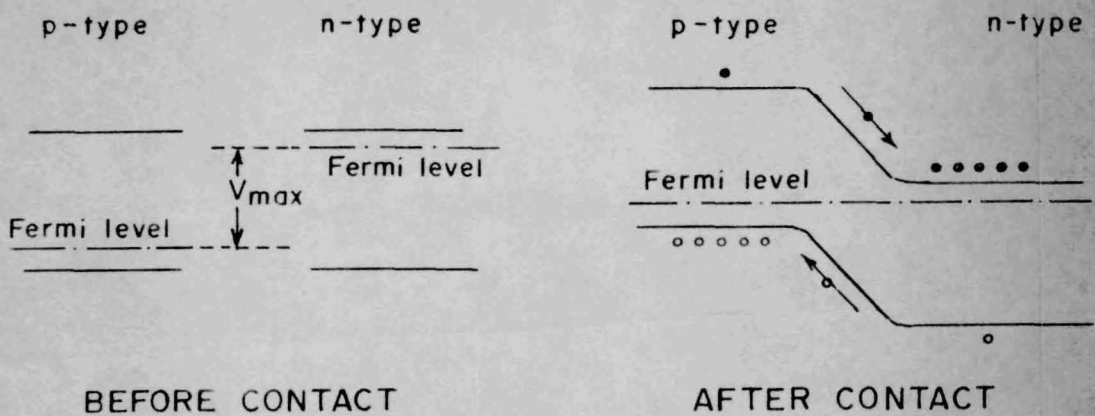 p-type
n-type
Fermi level
Vmax
Fermi level
BEFORE CONTACT
p-type
n-type
Fermi level
AFTER CONTACT